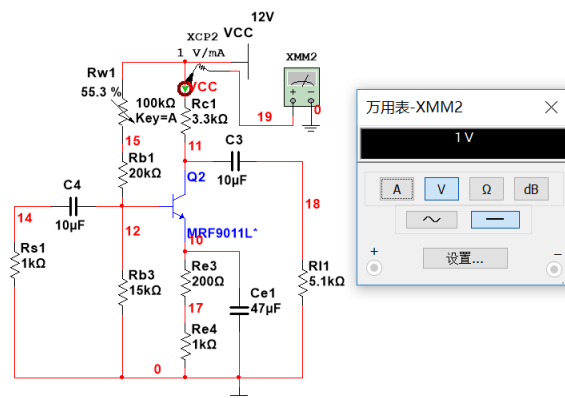 12V
XCP2
VCC
1 V/mA
XMM2
Rw1
VCC
55.3 %
100kΩ
Rc1
Key=A
3.3kΩ
19
0
15
11
C3
Rb1
20kΩ
10µF
Q2
C4
14
18
10µF
12
MRF9011L*
10
Rs1
1kΩ
Rb3
15kΩ
Re3
200Ω
Rl1
5.1kΩ
Ce1
47µF
17
Re4
1kΩ
0
万用表-XMM2
1 V
A
V
Ω
dB
+
设置...
–